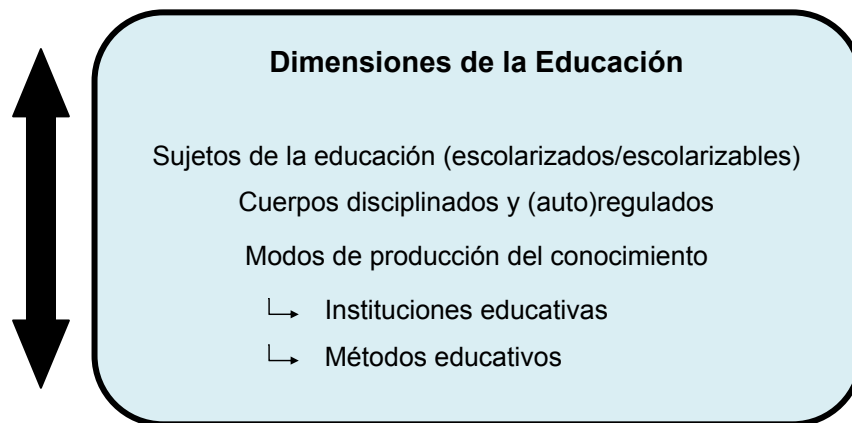 Dimensiones de la Educación
Sujetos de la educación (escolarizados/escolarizables)
Cuerpos disciplinados y (auto)regulados
Modos de producción del conocimiento
Instituciones educativas
Métodos educativos